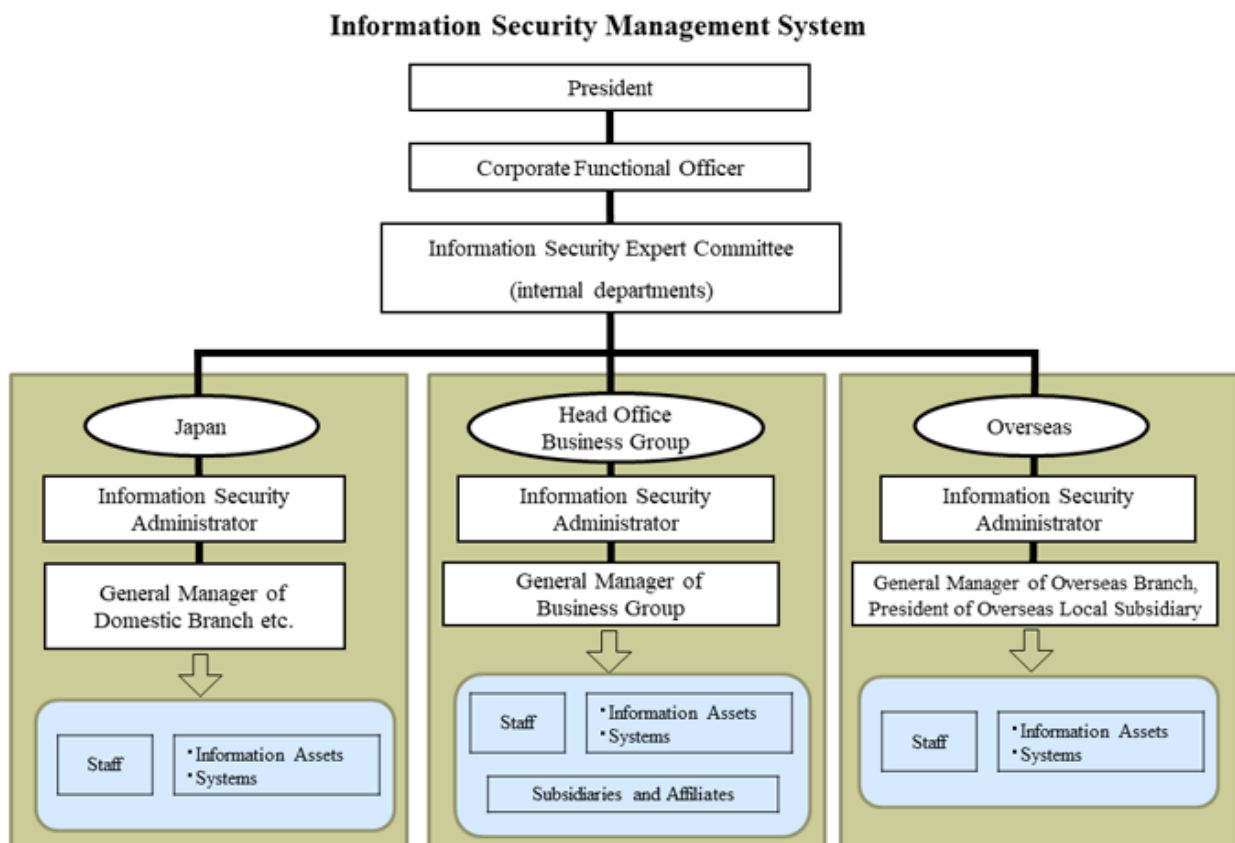 Information Security Management System
President
Corporate Functional Officer
Information Security Expert Committee
(internal departments)
Japan
Information Security
Administrator
General Manager of
Domestic Branch etc.
Staff
・Information Assets
・Systems
Head Office
Business Group
Information Security
Administrator
General Manager of
Business Group
Staff
・Information Assets
・Systems
Subsidiaries and Affiliates
Overseas
Information Security
Administrator
General Manager of Overseas Branch,
President of Overseas Local Subsidiary
Staff
・Information Assets
・Systems